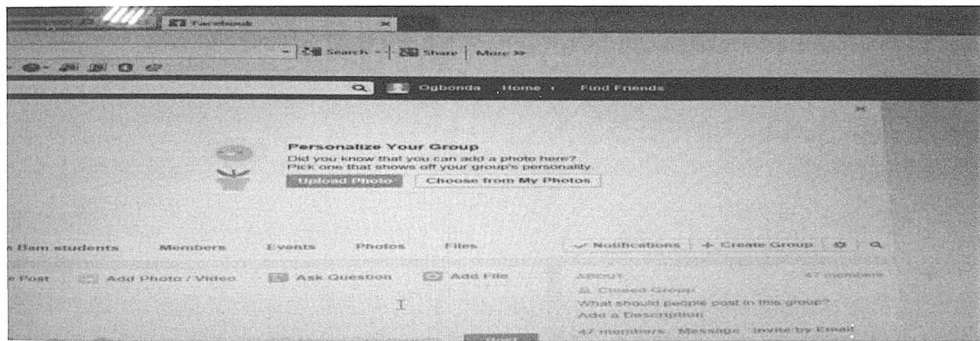 Facebook
Search Share More »
Ogbonda Home Find Friends
Personalize Your Group
Did you know that you can add a photo here?
Pick one that shows off your group's personality.
Upload Photo Choose from My Photos
Bam students Members Events Photos Files Notifications + Create Group
Post Add Photo / Video Ask Question Add File ABOUT 47 members
Closed Group
What should people post in this group?
Add a Description
47 members Message Invite by Email
Post